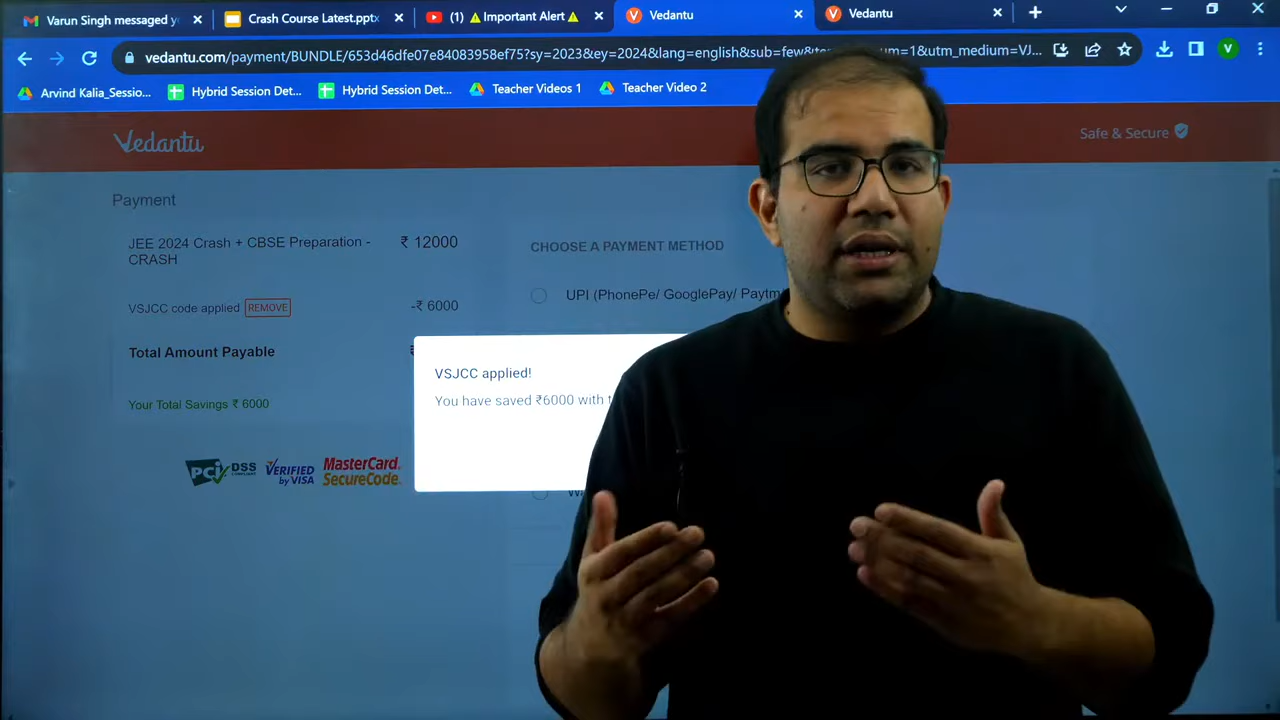 Varun Singh messaged y
Crash Course Latest.pptx
(1) ⚠Important Alert⚠
Vedantu
Vedantu
vedantu.com/payment/BUNDLE/653d46dfe07e84083958ef75?sy=2023&ey=2024&lang=english&sub=few&te um=1&utm_medium=VJ...
V
Arvind Kalia_Sessio...
Hybrid Session Det...
Hybrid Session Det...
Teacher Videos 1
Teacher Video 2
Vedantu
Safe & Secure
Payment
JEE 2024 Crash + CBSE Preparation -
CRASH
₹ 12000
VSJCC code applied REMOVE
-₹ 6000
Total Amount Payable
Your Total Savings ₹ 6000
PCI DSS COMPLIANT
VERIFIED by VISA
MasterCard.
SecureCode.
CHOOSE A PAYMENT METHOD
UPI (PhonePe/ GooglePay/ Paytm
VSJCC applied!
You have saved ₹6000 with